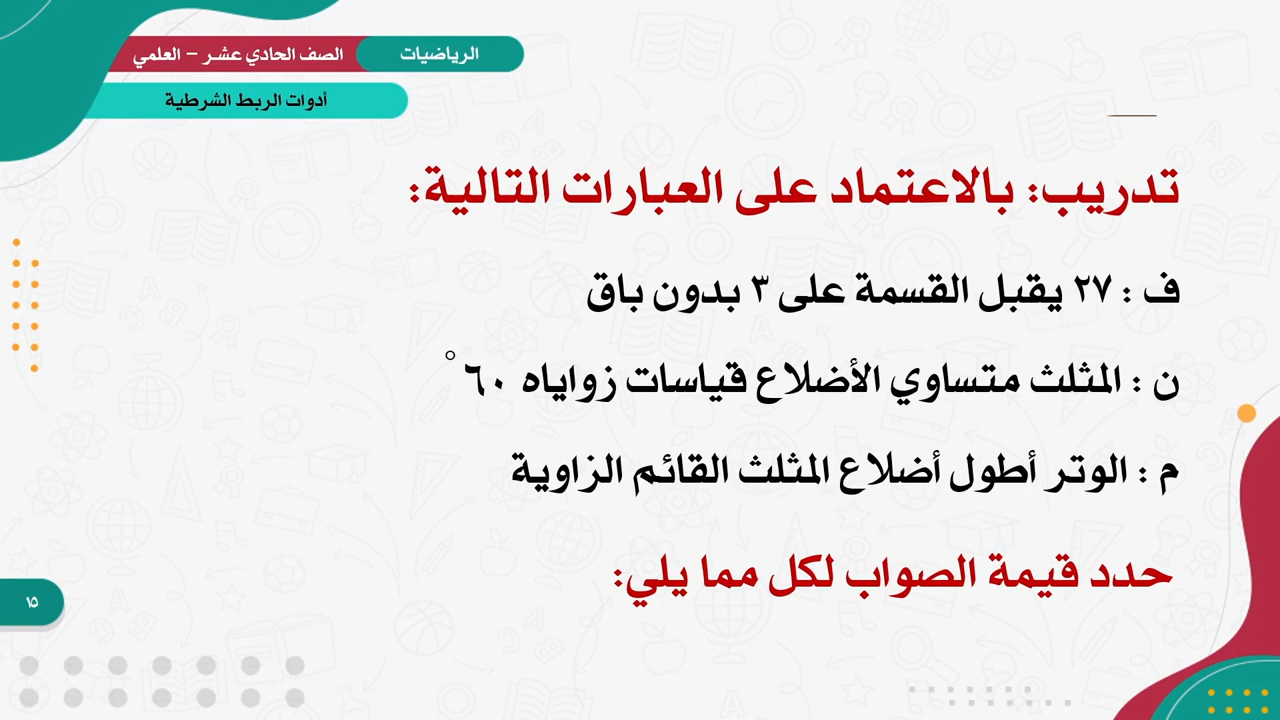 الرياضيات
الصف الحادي عشر – العلمي
أدوات الربط الشرطية
تدريب: بالاعتماد على العبارات التالية:
ف : ٢٧ يقبل القسمة على ٣ بدون باق
ن : المثلث متساوي الأضلاع قياسات زواياه ٦٠°
م : الوتر أطول أضلاع المثلث القائم الزاوية
حدد قيمة الصواب لكل مما يلي:
١٥